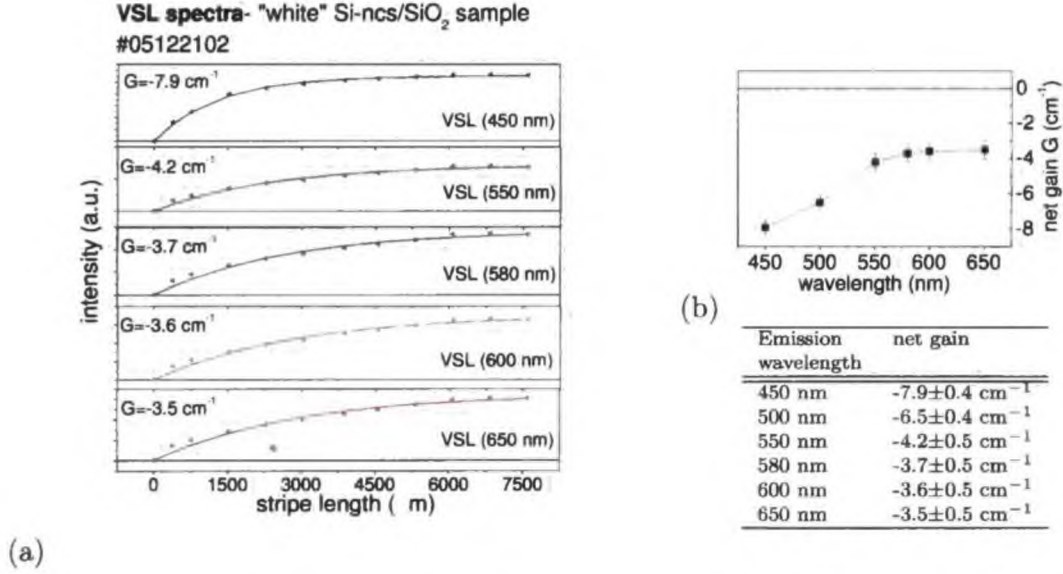 VSL spectra- "white" Si-ncs/SiO₂ sample
#05122102
G=-7.9 cm⁻¹
VSL (450 nm)
G=-4.2 cm⁻¹
VSL (550 nm)
G=-3.7 cm⁻¹
VSL (580 nm)
G=-3.6 cm⁻¹
VSL (600 nm)
G=-3.5 cm⁻¹
VSL (650 nm)
intensity (a.u.)
0 1500 3000 4500 6000 7500
stripe length ( m)
(a)
0
-2
-4
-6
-8
net gain G (cm⁻¹)
450 500 550 600 650
wavelength (nm)
(b)
Emission net gain
wavelength
450 nm -7.9±0.4 cm⁻¹
500 nm -6.5±0.4 cm⁻¹
550 nm -4.2±0.5 cm⁻¹
580 nm -3.7±0.5 cm⁻¹
600 nm -3.6±0.5 cm⁻¹
650 nm -3.5±0.5 cm⁻¹